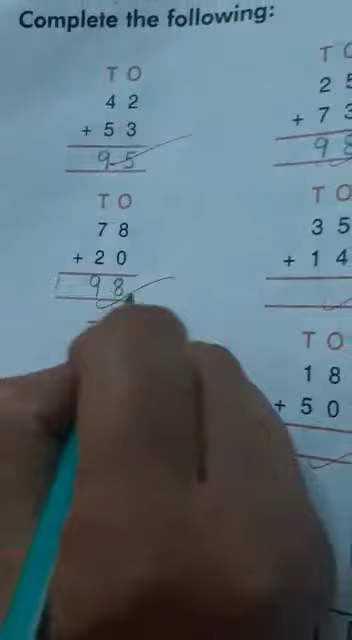 Complete the following:
T O
4 2
+ 5 3
9 5
T O
7 8
+ 2 0
9 8
T O
2 5
+ 7 3
9 8
T O
3 5
+ 1 4
T O
1 8
+ 5 0